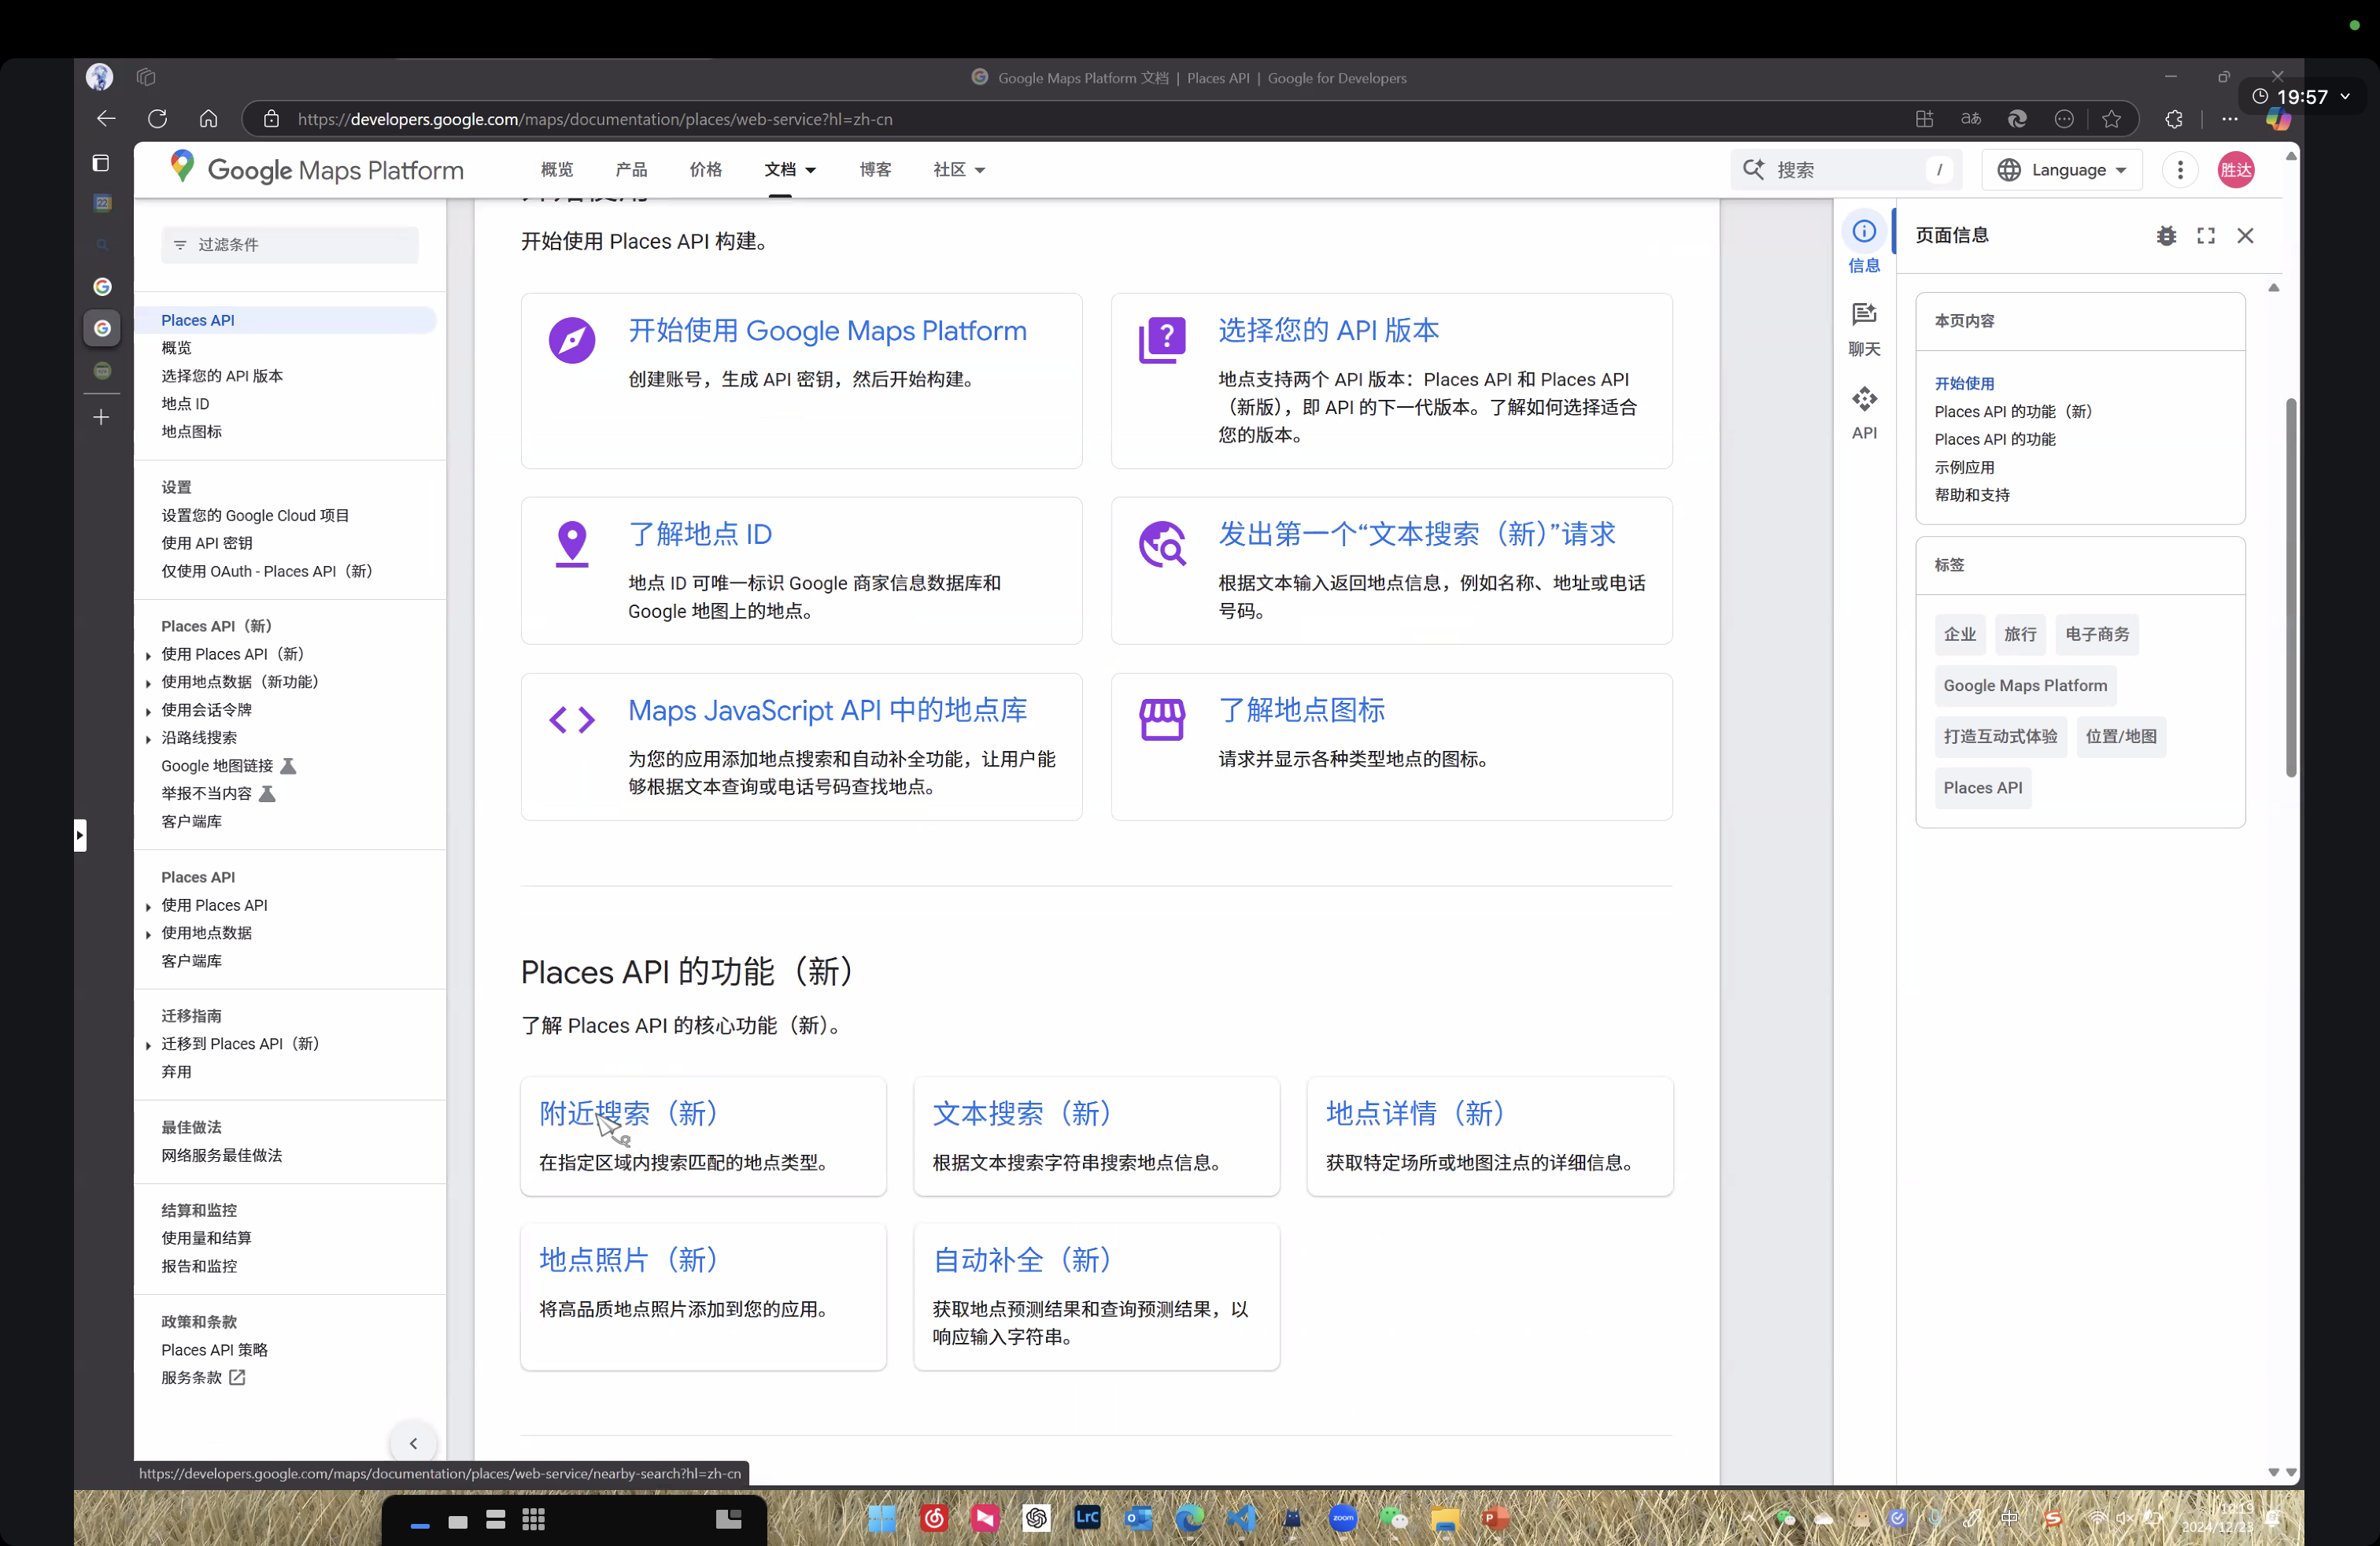 Google Maps Platform 文档 | Places API | Google for Developers
19:57
https://developers.google.com/maps/documentation/places/web-service?hl=zh-cn
Google Maps Platform
概览
产品
价格
文档
博客
社区
搜索
/
Language
胜达
过滤条件
Places API
概览
选择您的 API 版本
地点 ID
地点图标
设置
设置您的 Google Cloud 项目
使用 API 密钥
仅使用 OAuth - Places API（新）
Places API（新）
使用 Places API（新）
使用地点数据（新功能）
使用会话令牌
沿路线搜索
Google 地图链接
举报不当内容
客户端库
Places API
使用 Places API
使用地点数据
客户端库
迁移指南
迁移到 Places API（新）
弃用
最佳做法
网络服务最佳做法
结算和监控
使用量和结算
报告和监控
政策和条款
Places API 策略
服务条款
开始使用
开始使用 Places API 构建。
开始使用 Google Maps Platform
创建账号，生成 API 密钥，然后开始构建。
选择您的 API 版本
地点支持两个 API 版本：Places API 和 Places API
（新版），即 API 的下一代版本。了解如何选择适合
您的版本。
了解地点 ID
地点 ID 可唯一标识 Google 商家信息数据库和
Google 地图上的地点。
发出第一个“文本搜索（新）”请求
根据文本输入返回地点信息，例如名称、地址或电话
号码。
Maps JavaScript API 中的地点库
为您的应用添加地点搜索和自动补全功能，让用户能
够根据文本查询或电话号码查找地点。
了解地点图标
请求并显示各种类型地点的图标。
Places API 的功能（新）
了解 Places API 的核心功能（新）。
附近搜索（新）
在指定区域内搜索匹配的地点类型。
文本搜索（新）
根据文本搜索字符串搜索地点信息。
地点详情（新）
获取特定场所或地图注点的详细信息。
地点照片（新）
将高品质地点照片添加到您的应用。
自动补全（新）
获取地点预测结果和查询预测结果，以
响应输入字符串。
信息
聊天
API
页面信息
本页内容
开始使用
Places API 的功能（新）
Places API 的功能
示例应用
帮助和支持
标签
企业
旅行
电子商务
Google Maps Platform
打造互动式体验
位置/地图
Places API
https://developers.google.com/maps/documentation/places/web-service/nearby-search?hl=zh-cn
LrC
zoom
中
2024/12/23